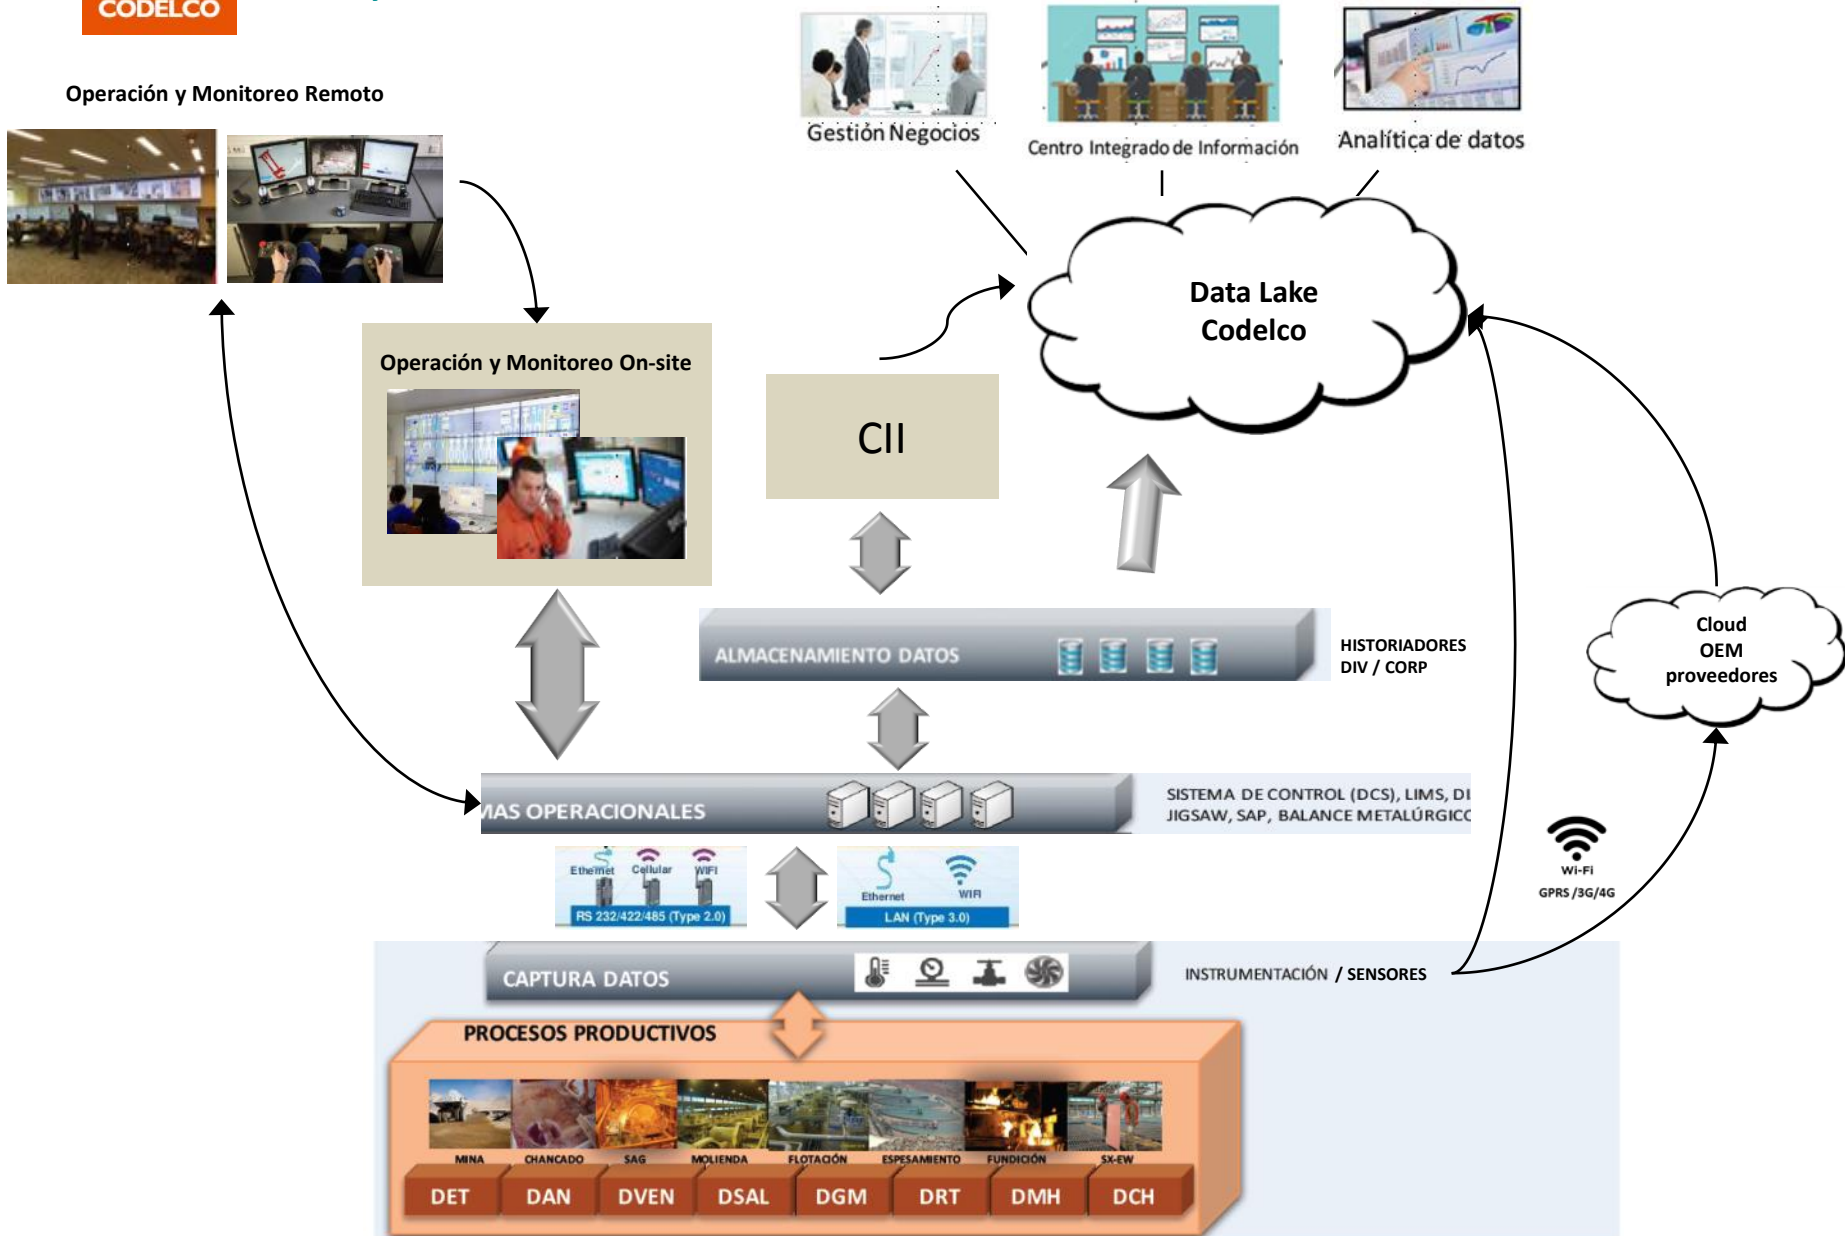 CODELCO
Operación y Monitoreo Remoto
Gestión Negocios
Centro Integrado de Información
Analítica de datos
Data Lake
Codelco
Operación y Monitoreo On-site
CII
ALMACENAMIENTO DATOS
HISTORIADORES
DIV / CORP
Cloud
OEM
proveedores
MAS OPERACIONALES
SISTEMA DE CONTROL (DCS), LIMS, DI
JIGSAW, SAP, BALANCE METALÚRGICO
Ethernet Cellular WIFI
RS 232/422/485 (Type 2.0)
Ethernet WIFI
LAN (Type 3.0)
Wi-Fi
GPRS /3G/4G
CAPTURA DATOS
INSTRUMENTACIÓN / SENSORES
PROCESOS PRODUCTIVOS
MINA CHANCADO SAG MOLIENDA FLOTACIÓN ESPESAMIENTO FUNDICIÓN SX-EW
DET DAN DVEN DSAL DGM DRT DMH DCH